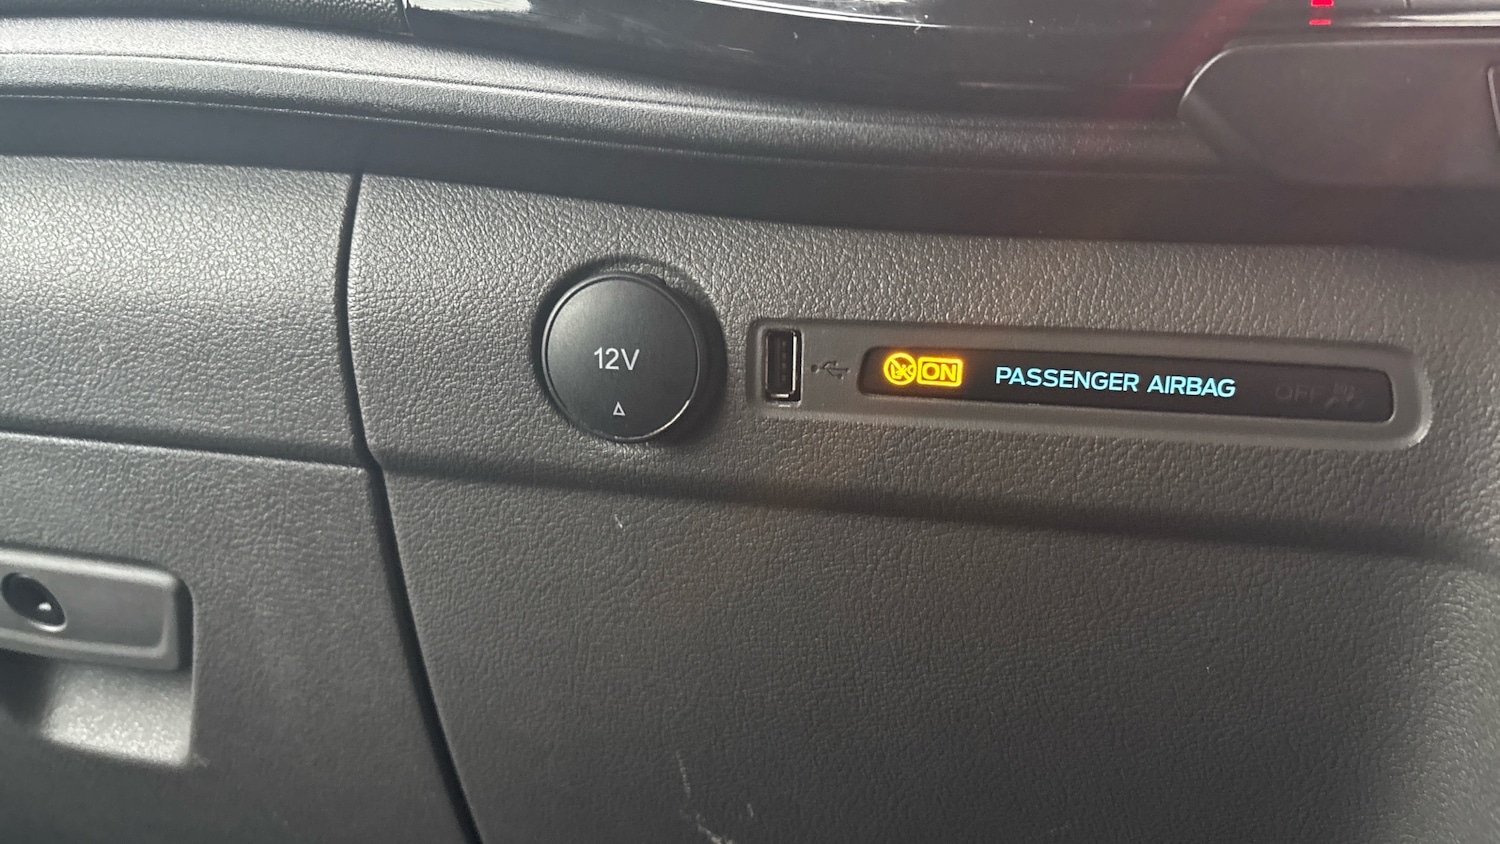 12V
ON PASSENGER AIRBAG OFF